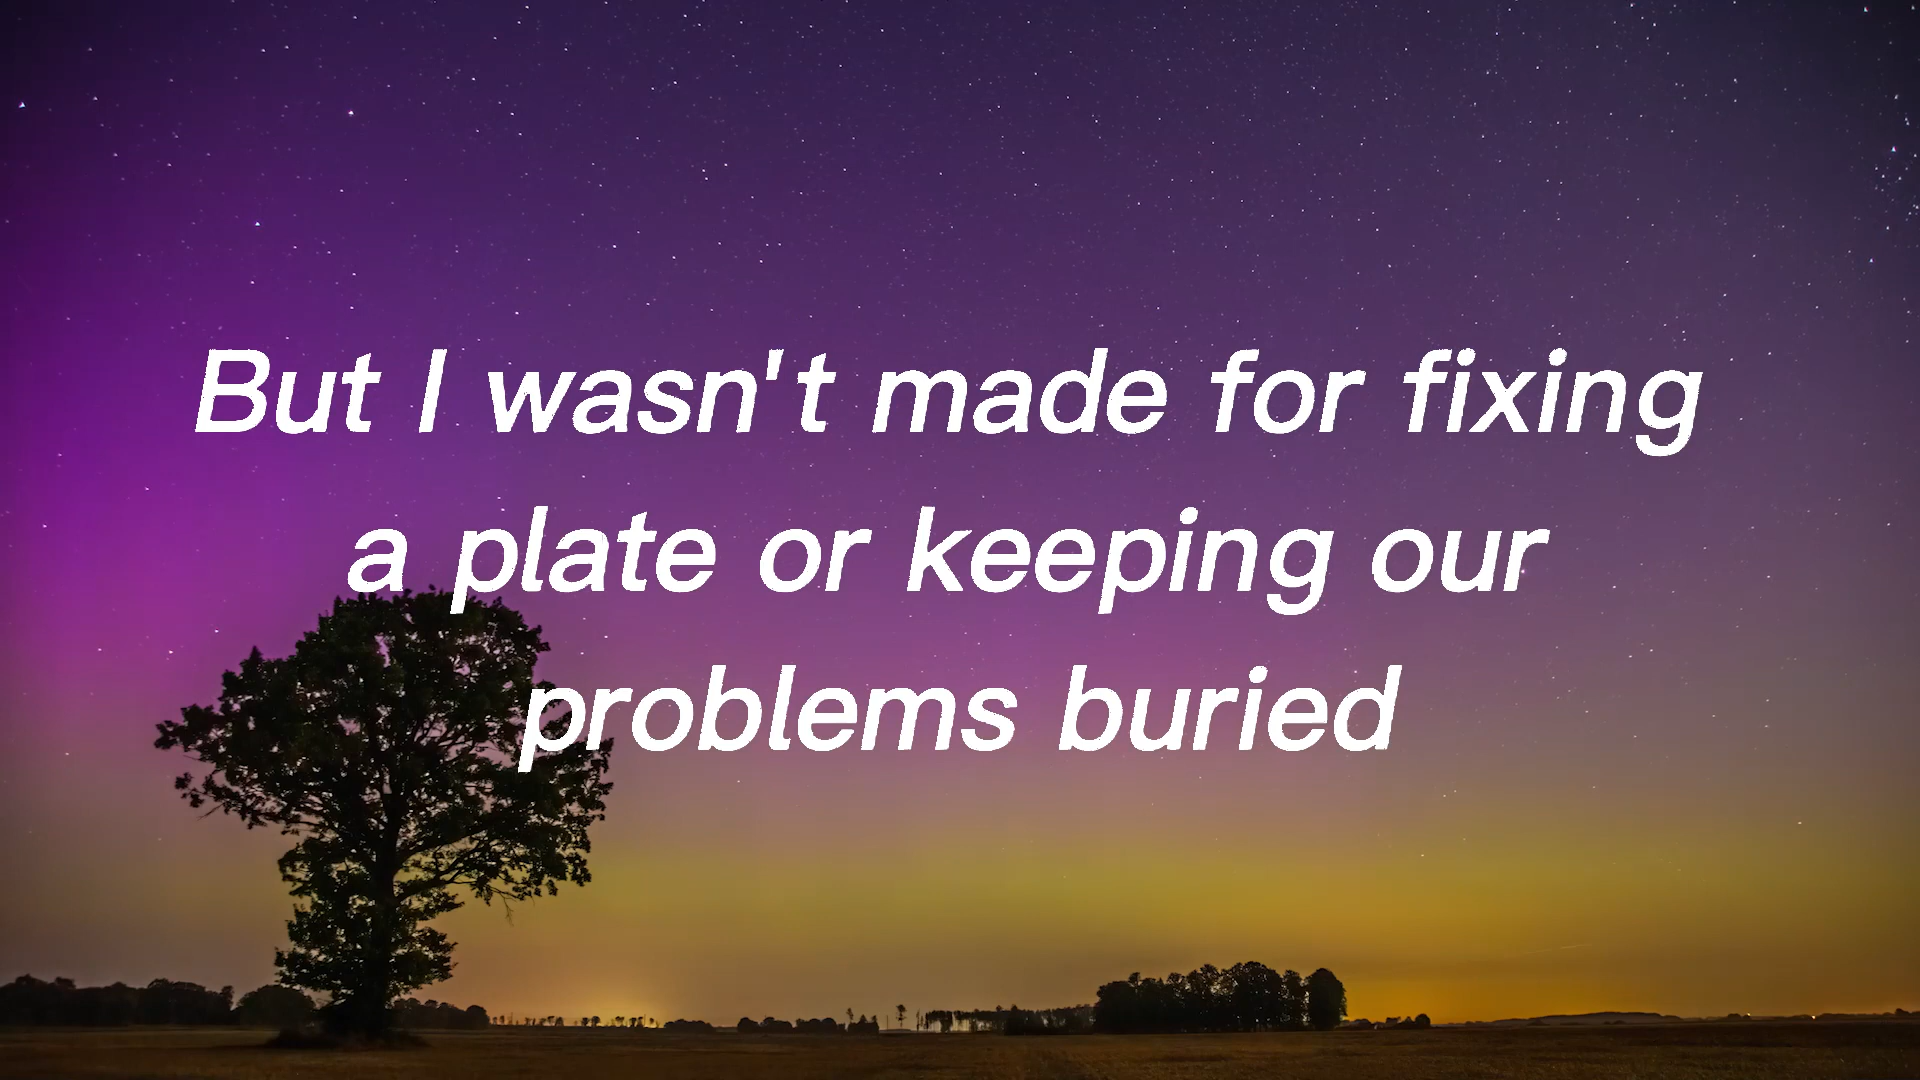 But I wasn't made for fixing
a plate or keeping our
problems buried